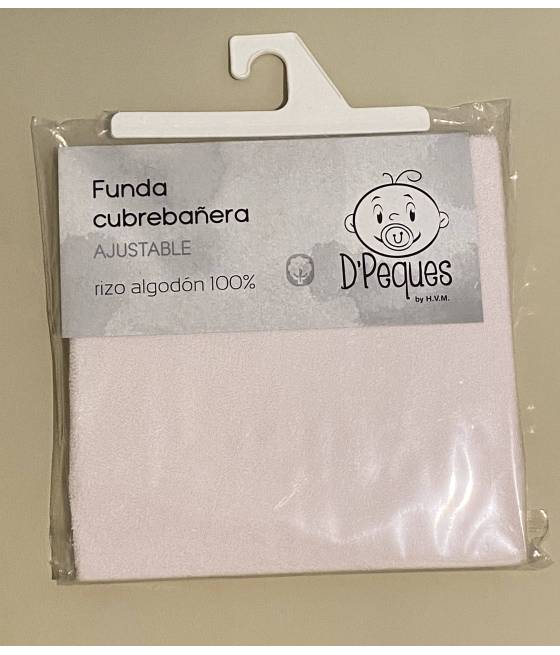 Funda
cubrebañera
AJUSTABLE
rizo algodón 100%
D'Peques
by H.V.M.